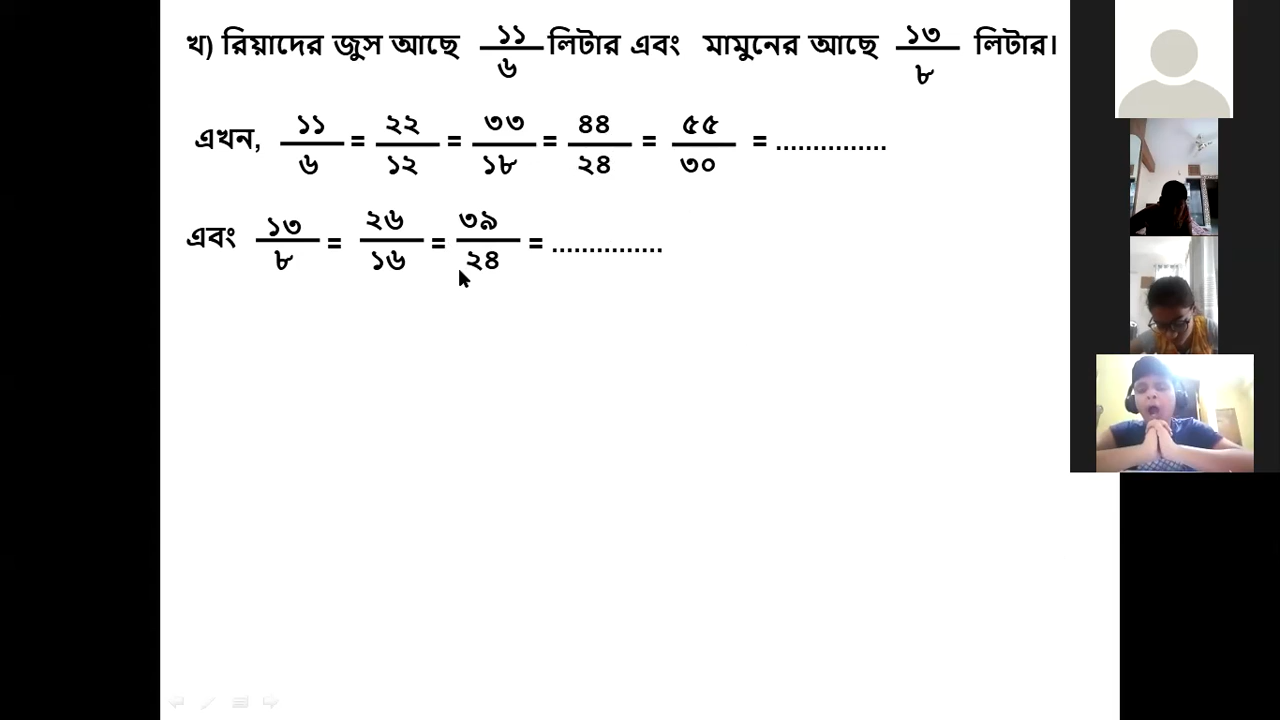 খ) রিয়াদের জুস আছে ১১/৬ লিটার এবং মামুনের আছে ১৩/৮ লিটার।
এখন, ১১/৬ = ২২/১২ = ৩৩/১৮ = ৪৪/২৪ = ৫৫/৩০ = ...............
এবং ১৩/৮ = ২৬/১৬ = ৩৯/২৪ = ...............